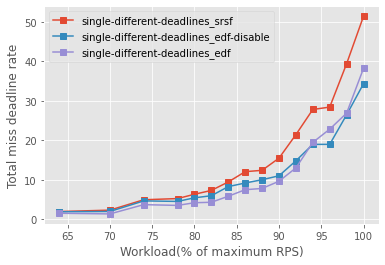 single-different-deadlines_srsf
single-different-deadlines_edf-disable
single-different-deadlines_edf
Total miss deadline rate
50
40
30
20
10
0
65 70 75 80 85 90 95 100
Workload(% of maximum RPS)